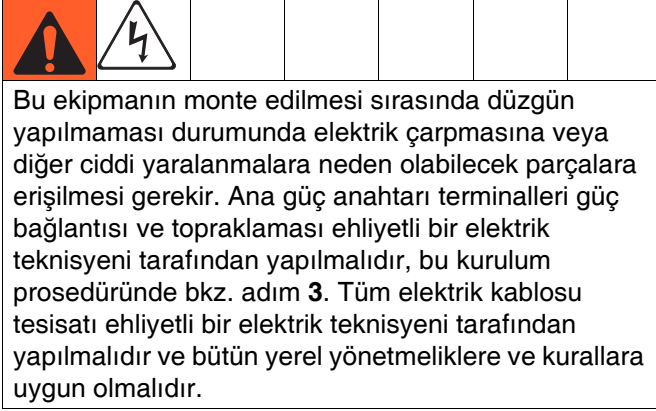 Bu ekipmanın monte edilmesi sırasında düzgün
yapılmaması durumunda elektrik çarpmasına veya
diğer ciddi yaralanmalara neden olabilecek parçalara
erişilmesi gerekir. Ana güç anahtarı terminalleri güç
bağlantısı ve topraklaması ehliyetli bir elektrik
teknisyeni tarafından yapılmalıdır, bu kurulum
prosedüründe bkz. adım 3. Tüm elektrik kablosu
tesisatı ehliyetli bir elektrik teknisyeni tarafından
yapılmalıdır ve bütün yerel yönetmeliklere ve kurallara
uygun olmalıdır.